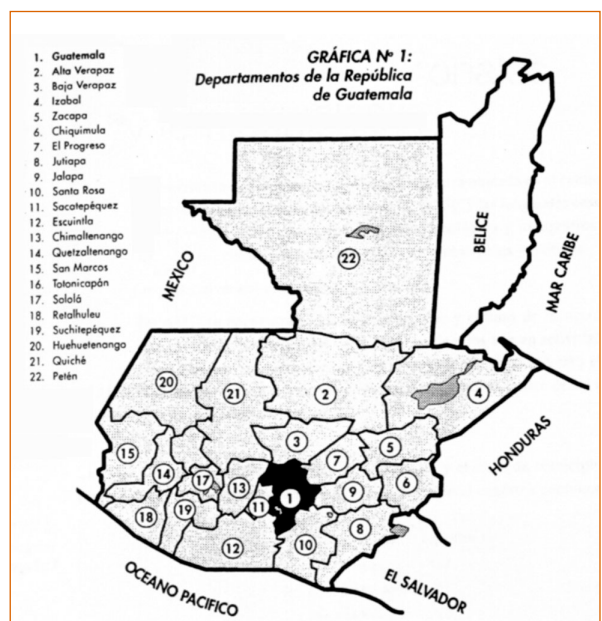 GRÁFICA Nº 1:
Departamentos de la República
de Guatemala
1. Guatemala
2. Alta Verapaz
3. Baja Verapaz
4. Izabal
5. Zacapa
6. Chiquimula
7. El Progreso
8. Jutiapa
9. Jalapa
10. Santa Rosa
11. Sacatepéquez
12. Escuintla
13. Chimaltenango
14. Quetzaltenango
15. San Marcos
16. Totonicapán
17. Sololá
18. Retalhuleu
19. Suchitepéquez
20. Huehuetenango
21. Quiché
22. Petén
MEXICO
BELICE
MAR CARIBE
HONDURAS
EL SALVADOR
OCEANO PACIFICO
22
20
21
2
4
3
5
15
14
17
13
7
6
9
1
11
18
19
12
10
8